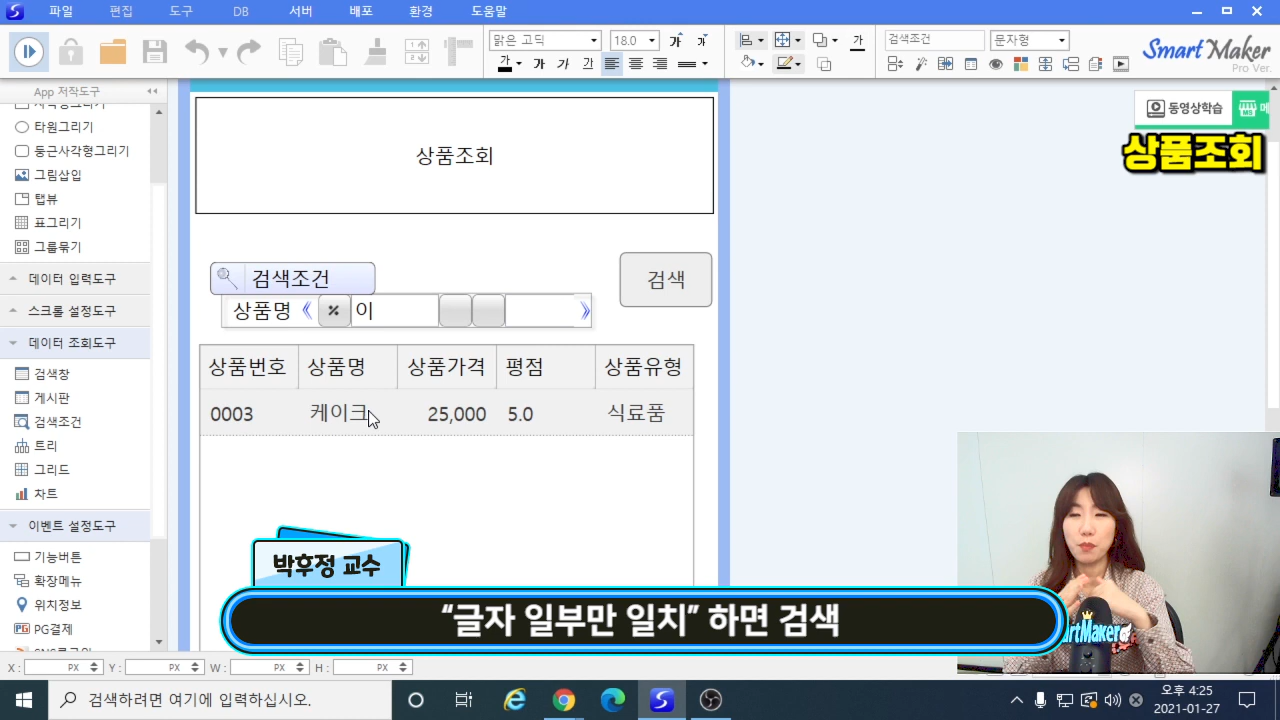 파일 편집 도구 DB 서버 배포 환경 도움말
맑은 고딕 18.0 가 가 검색조건 문자형
가 가 가 가
SmartMaker
Pro Ver.
App 저작도구
타원그리기
둥근사각형그리기
그림삽입
탭뷰
표그리기
그룹묶기
데이터 입력도구
스크롤 설정도구
데이터 조회도구
검색창
게시판
검색조건
트리
그리드
차트
이벤트 설정도구
기능버튼
확장메뉴
위치정보
PG결제
동영상학습
상품조회
상품조회
검색조건
검색
상품명 《 % 이 》
상품번호 상품명 상품가격 평점 상품유형
0003 케이크 25,000 5.0 식료품
박후정 교수
“글자 일부만 일치” 하면 검색
X : PX Y : PX W : PX H : PX
검색하려면 여기에 입력하십시오.
오후 4:25
2021-01-27